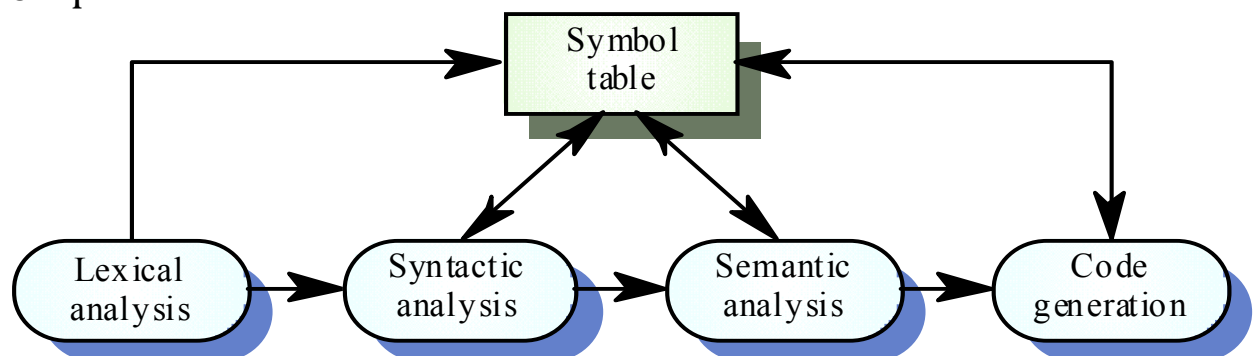 Symbol
table
Lexical
analysis
Syntactic
analysis
Semantic
analysis
Code
generation